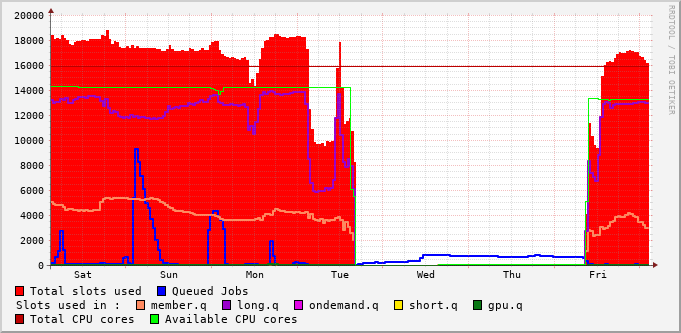 20000
18000
16000
14000
12000
10000
8000
6000
4000
2000
0
Sat Sun Mon Tue Wed Thu Fri
Total slots used Queued Jobs
Slots used in : member.q long.q ondemand.q short.q gpu.q
Total CPU cores Available CPU cores
RRDTOOL / TOBI OETIKER